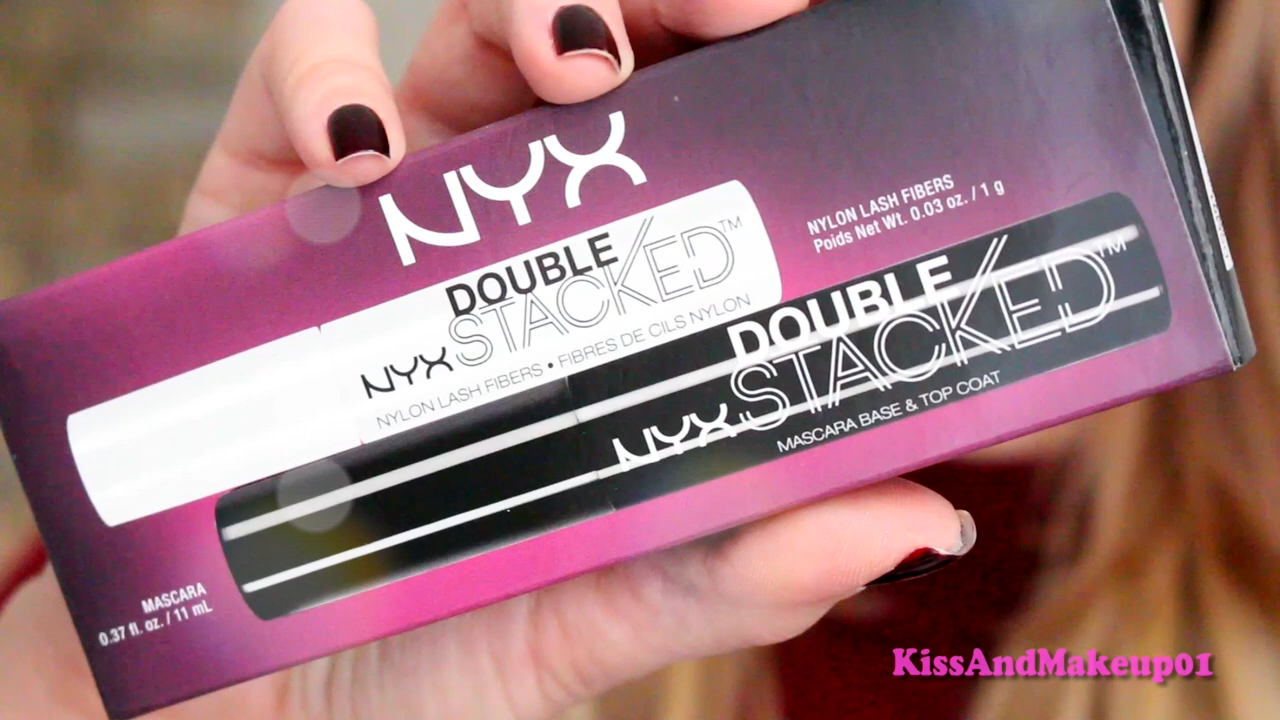 NYX
DOUBLE
STACKED™
NYX
NYLON LASH FIBERS • FIBRES DE CILS NYLON
NYLON LASH FIBERS
Poids Net Wt. 0.03 oz. / 1 g
DOUBLE
STACKED™
NYX
MASCARA BASE & TOP COAT
MASCARA
0.37 fl. oz. / 11 mL
KissAndMakeup01